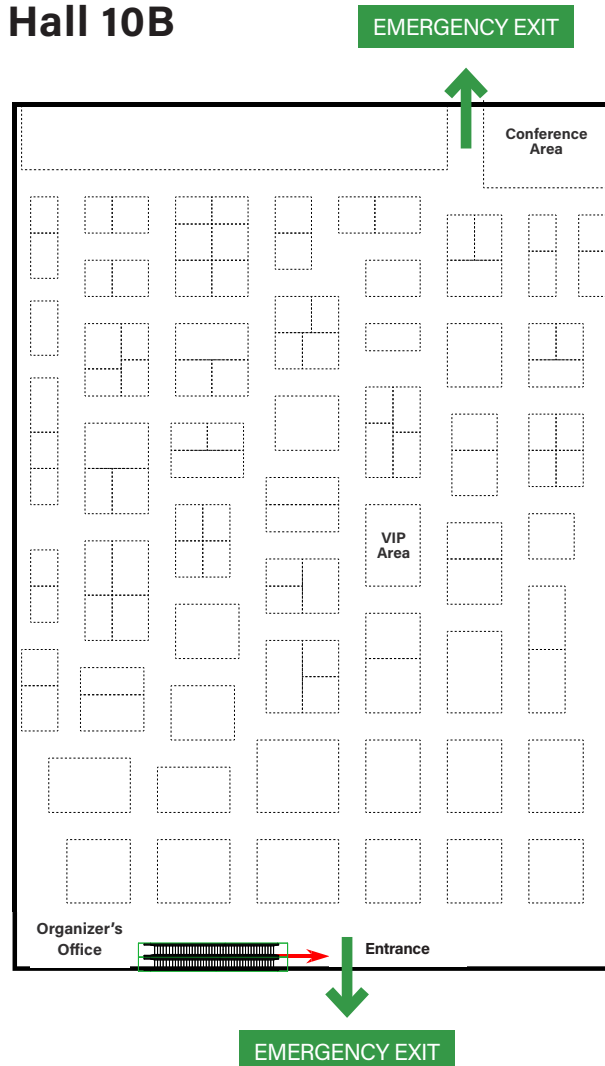 Hall 10B
EMERGENCY EXIT
Conference
Area
VIP
Area
Organizer's
Office
Entrance
EMERGENCY EXIT